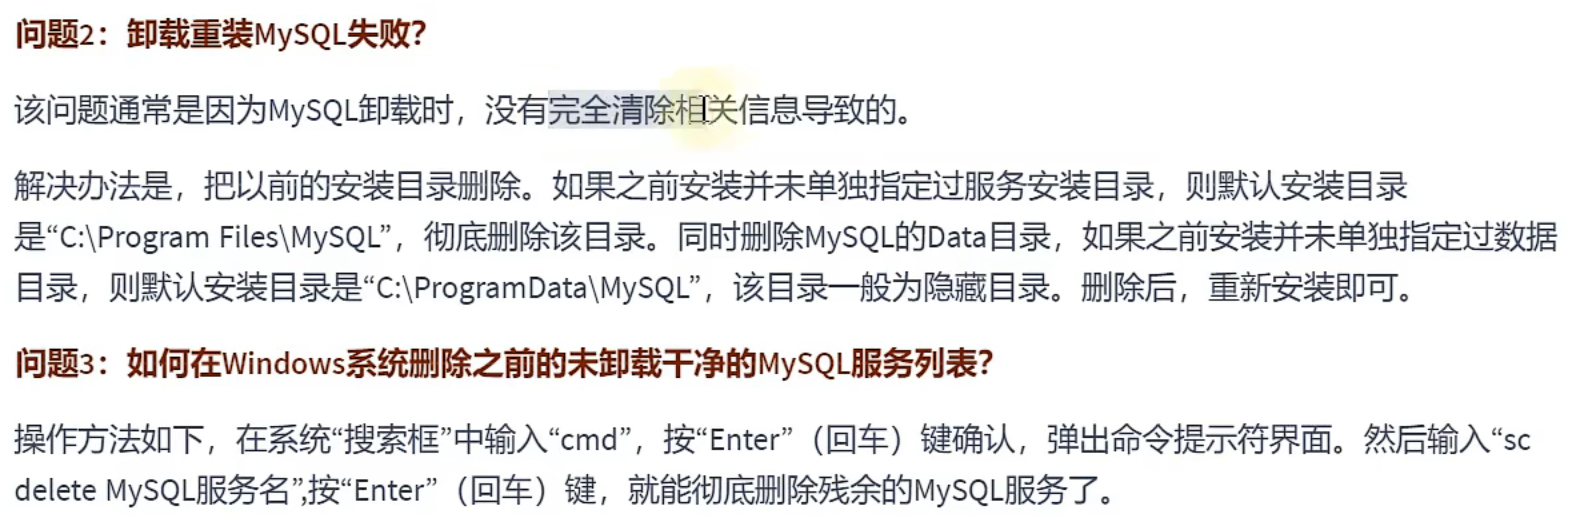 问题2：卸载重装MySQL失败？
该问题通常是因为MySQL卸载时，没有完全清除相关信息导致的。
解决办法是，把以前的安装目录删除。如果之前安装并未单独指定过服务安装目录，则默认安装目录
是“C:\Program Files\MySQL”，彻底删除该目录。同时删除MySQL的Data目录，如果之前安装并未单独指定过数据
目录，则默认安装目录是“C:\ProgramData\MySQL”，该目录一般为隐藏目录。删除后，重新安装即可。
问题3：如何在Windows系统删除之前的未卸载干净的MySQL服务列表？
操作方法如下，在系统“搜索框”中输入“cmd”，按“Enter”（回车）键确认，弹出命令提示符界面。然后输入“sc
delete MySQL服务名”,按“Enter”（回车）键，就能彻底删除残余的MySQL服务了。